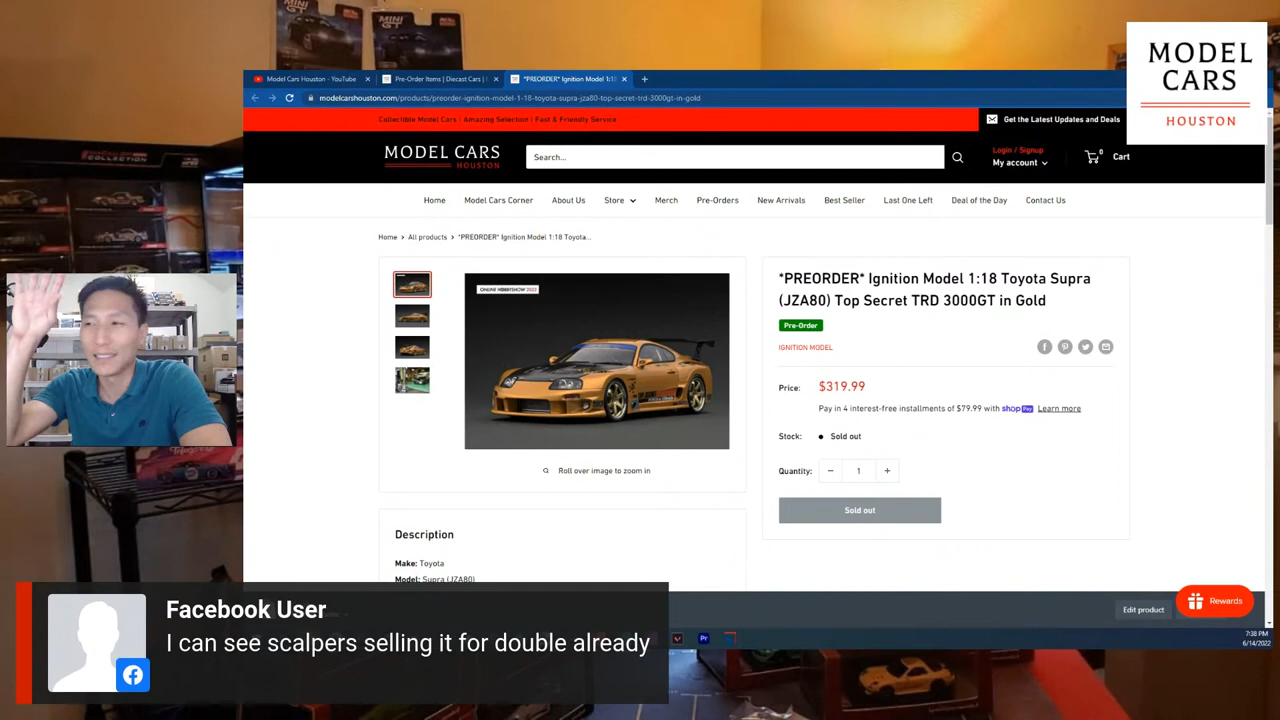 MODEL
CARS
HOUSTON
Model Cars Houston - YouTube
Pre-Order Items | Diecast Cars |
*PREORDER* Ignition Model 1:18
modelcarshouston.com/products/preorder-ignition-model-1-18-toyota-supra-jza80-top-secret-trd-3000gt-in-gold
Collectible Model Cars | Amazing Selection | Fast & Friendly Service
Get the Latest Updates and Deals
MODEL CARS
HOUSTON
Search...
Login / Signup
My account
0
Cart
Home
Model Cars Corner
About Us
Store
Merch
Pre-Orders
New Arrivals
Best Seller
Last One Left
Deal of the Day
Contact Us
Home > All products > *PREORDER* Ignition Model 1:18 Toyota...
ONLINE HOBBYSHOW 2022
Roll over image to zoom in
*PREORDER* Ignition Model 1:18 Toyota Supra
(JZA80) Top Secret TRD 3000GT in Gold
Pre-Order
IGNITION MODEL
Price: $319.99
Pay in 4 interest-free installments of $79.99 with shop Pay Learn more
Stock: Sold out
Quantity: − 1 +
Sold out
Description
Make: Toyota
Model: Supra (JZA80)
Edit product
Rewards
Pr
7:38 PM
6/14/2022
Facebook User
I can see scalpers selling it for double already